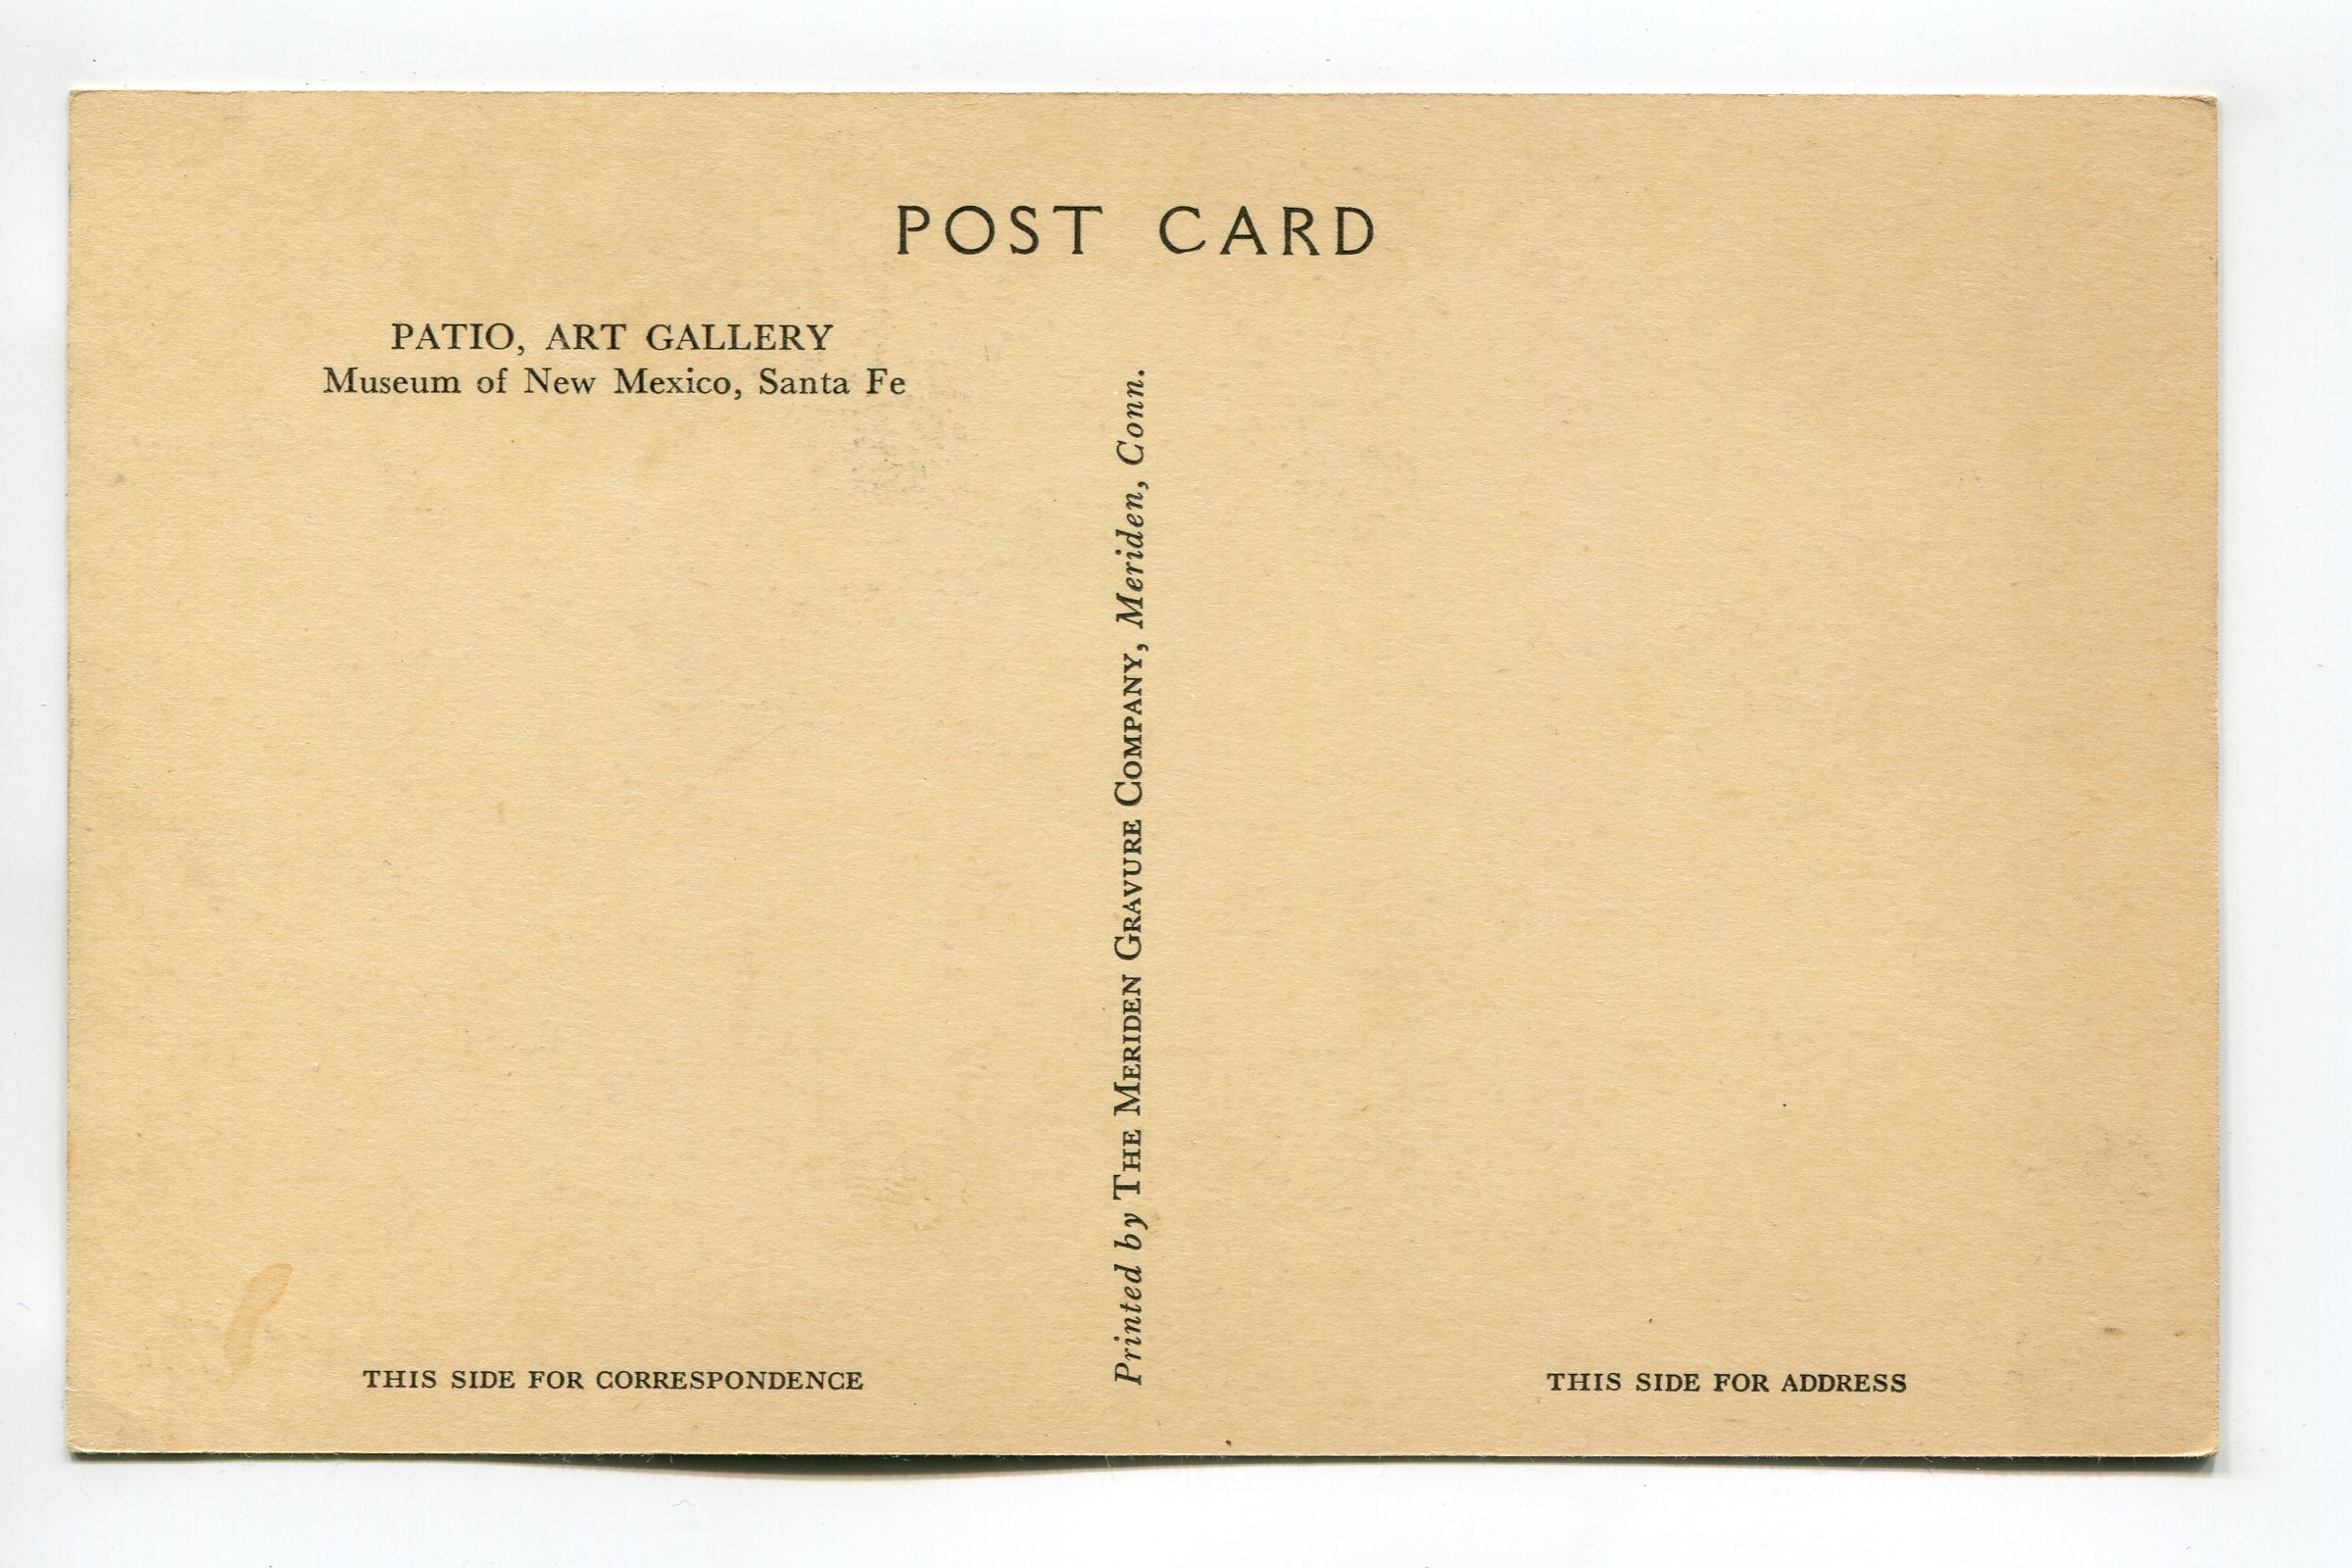 POST CARD
PATIO, ART GALLERY
Museum of New Mexico, Santa Fe
Printed by THE MERIDEN GRAVURE COMPANY, Meriden, Conn.
THIS SIDE FOR CORRESPONDENCE
THIS SIDE FOR ADDRESS